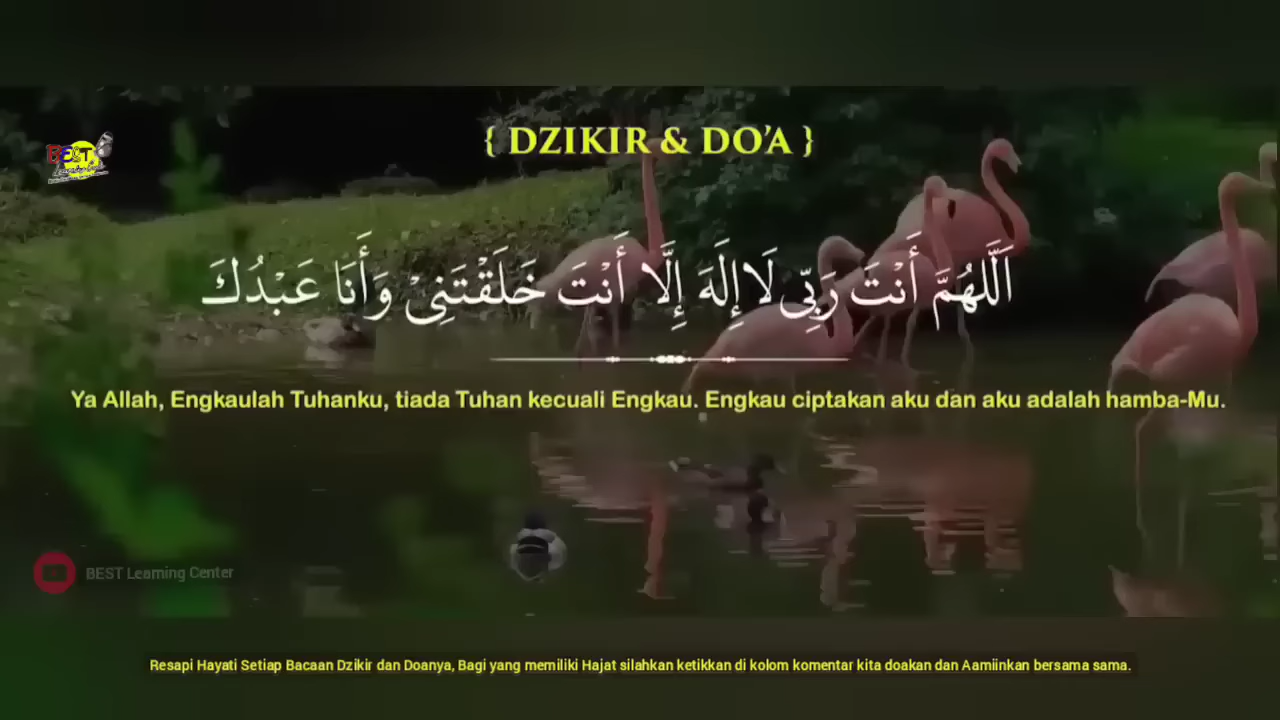 { DZIKIR & DO'A }
BEST
اَللَّهُمَّ أَنْتَ رَبِّى لَا إِلَهَ إِلَّا أَنْتَ خَلَقْتَنِىْ وَأَنَا عَبْدُكَ
Ya Allah, Engkaulah Tuhanku, tiada Tuhan kecuali Engkau. Engkau ciptakan aku dan aku adalah hamba-Mu.
BEST Learning Center
Resapi Hayati Setiap Bacaan Dzikir dan Doanya, Bagi yang memiliki Hajat silahkan ketikkan di kolom komentar kita doakan dan Aamiinkan bersama sama.